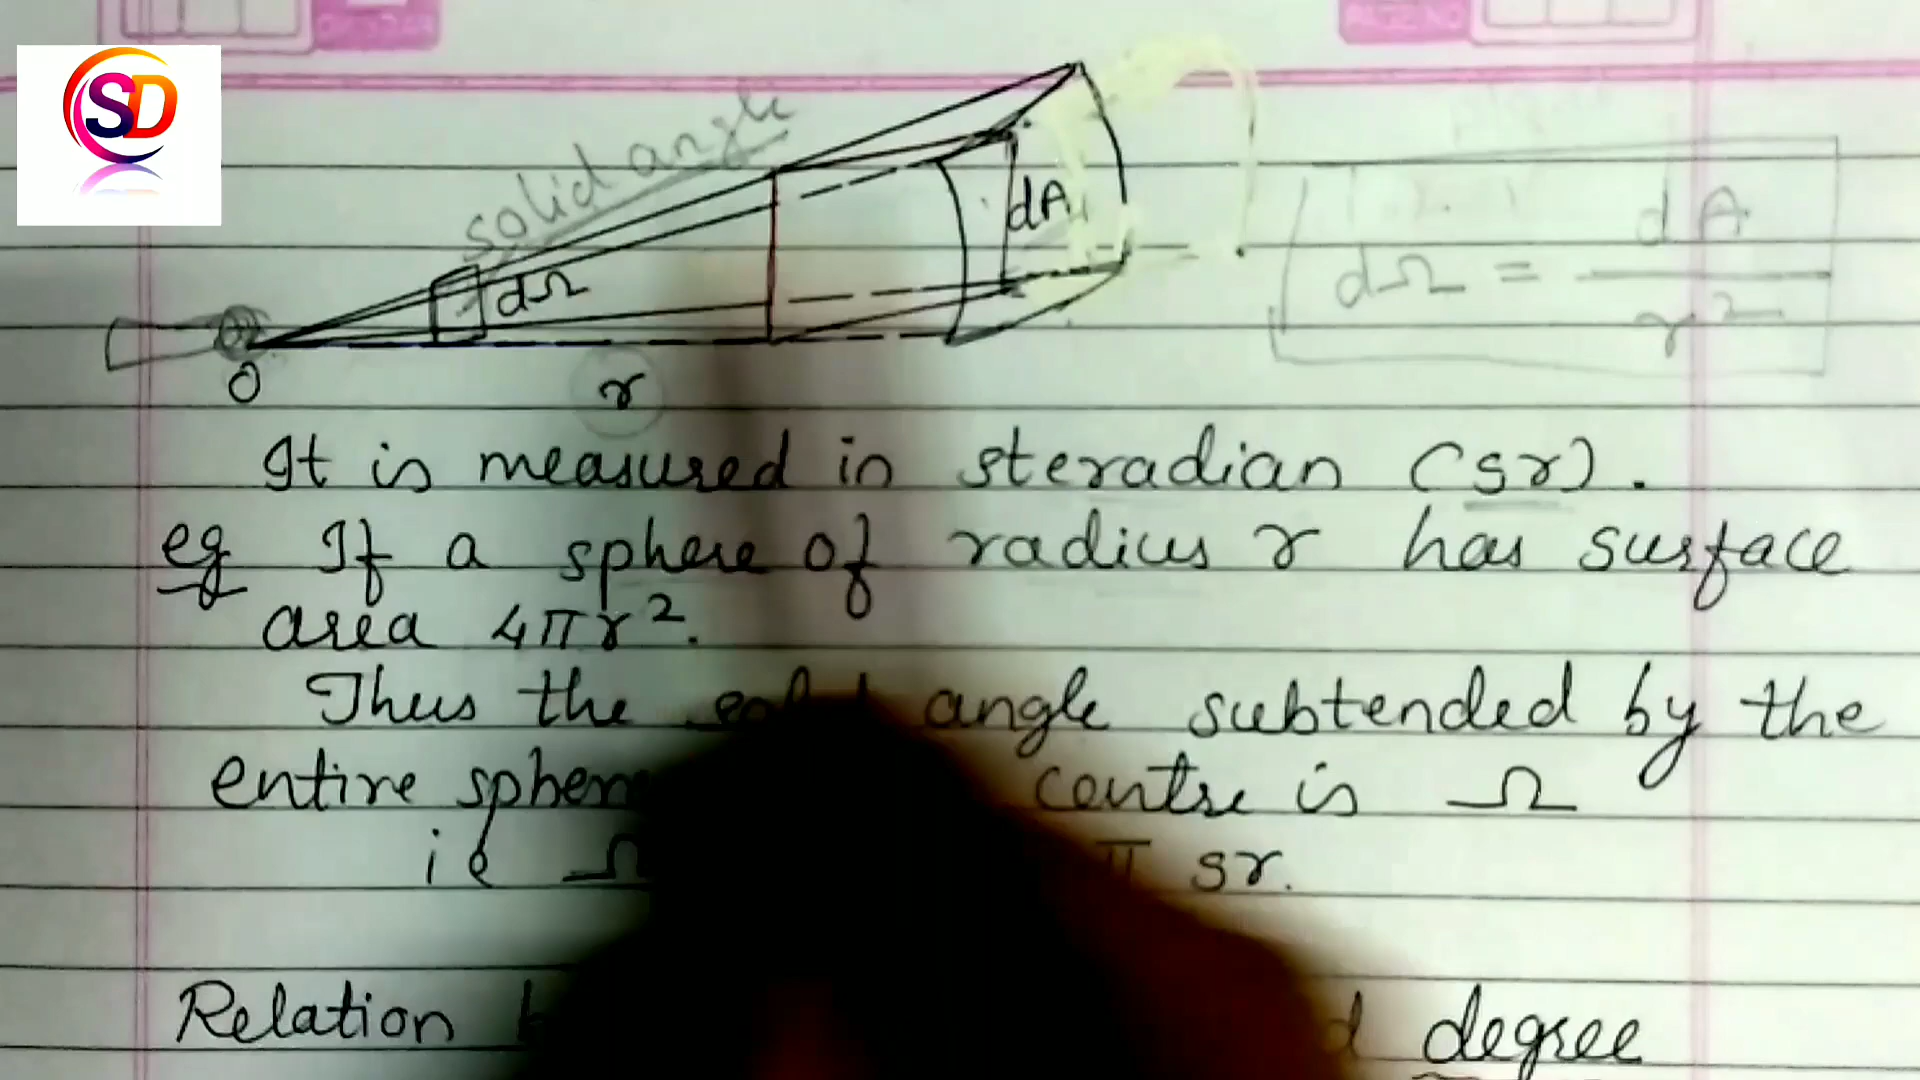 SD
solid angle
dA
dΩ
dΩ = dA / r²
O
r
It is measured in steradian (sr).
eg If a sphere of radius r has surface
area 4πr².
Thus the angle subtended by the
entire centre is Ω
ie Ω π sr.
Relation degree